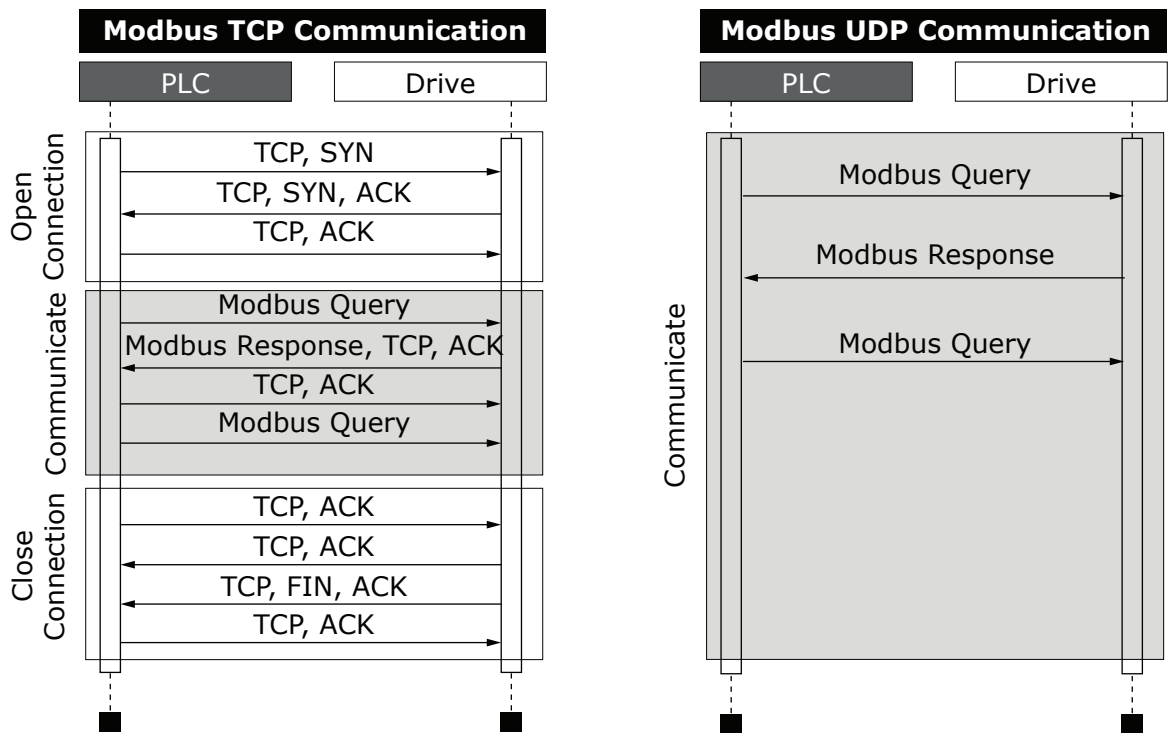 Modbus TCP Communication
PLC
Drive
Open
Connection
TCP, SYN
TCP, SYN, ACK
TCP, ACK
Communicate
Modbus Query
Modbus Response, TCP, ACK
TCP, ACK
Modbus Query
Close
Connection
TCP, ACK
TCP, ACK
TCP, FIN, ACK
TCP, ACK
Modbus UDP Communication
PLC
Drive
Communicate
Modbus Query
Modbus Response
Modbus Query